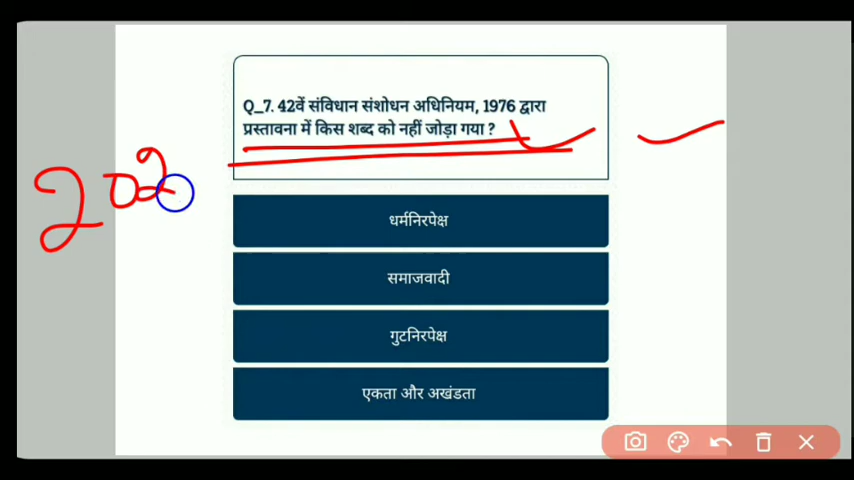 Q_7. 42वें संविधान संशोधन अधिनियम, 1976 द्वारा
प्रस्तावना में किस शब्द को नहीं जोड़ा गया ?
202
धर्मनिरपेक्ष
समाजवादी
गुटनिरपेक्ष
एकता और अखंडता